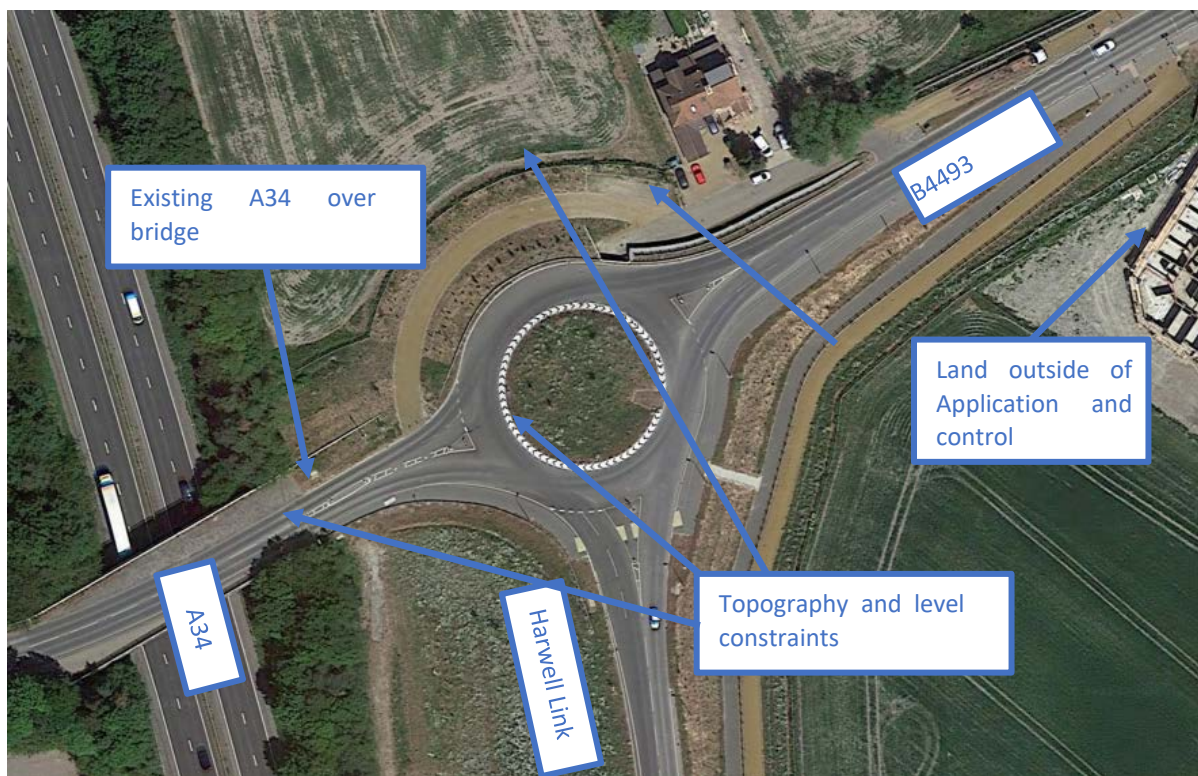 B4493
Existing A34 over
bridge
Land outside of
Application and
control
Topography and level
constraints
A34
Harwell Link